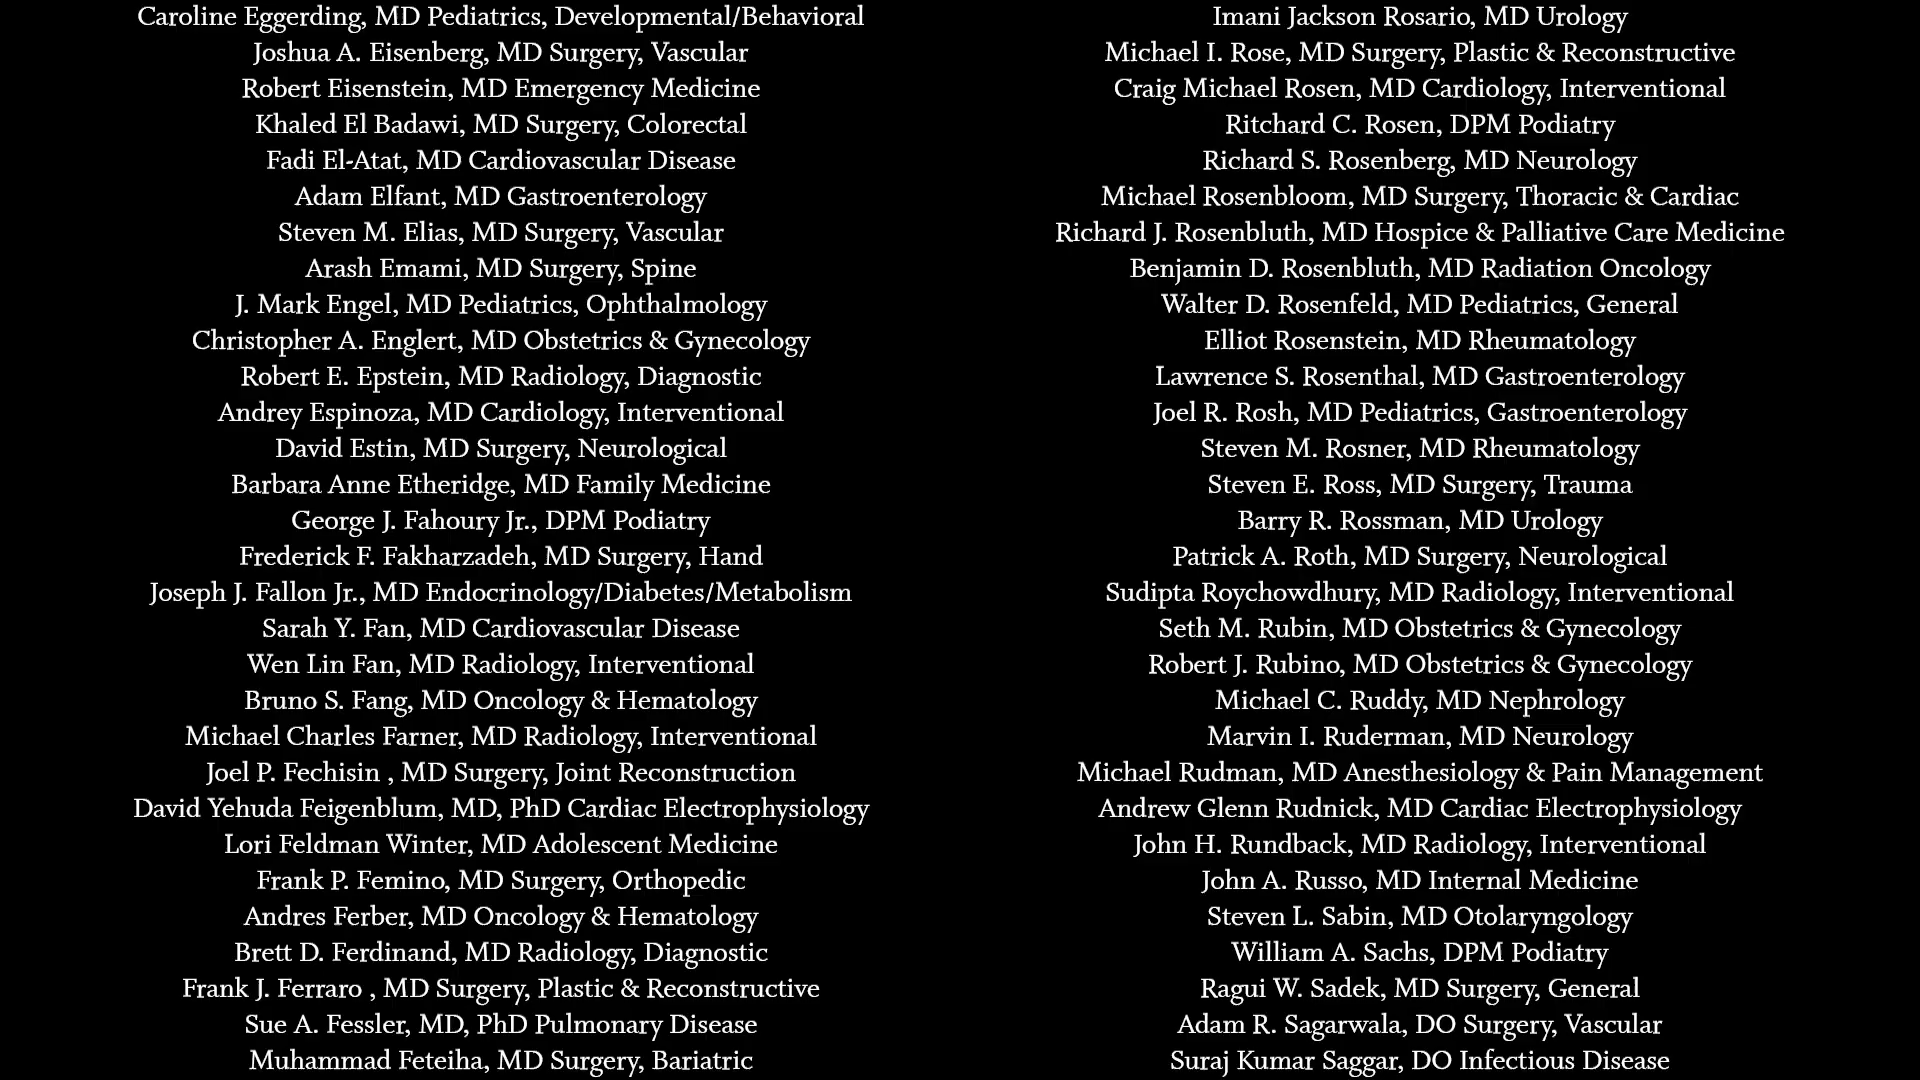 Caroline Eggerding, MD Pediatrics, Developmental/Behavioral
Joshua A. Eisenberg, MD Surgery, Vascular
Robert Eisenstein, MD Emergency Medicine
Khaled El Badawi, MD Surgery, Colorectal
Fadi El-Atat, MD Cardiovascular Disease
Adam Elfant, MD Gastroenterology
Steven M. Elias, MD Surgery, Vascular
Arash Emami, MD Surgery, Spine
J. Mark Engel, MD Pediatrics, Ophthalmology
Christopher A. Englert, MD Obstetrics & Gynecology
Robert E. Epstein, MD Radiology, Diagnostic
Andrey Espinoza, MD Cardiology, Interventional
David Estin, MD Surgery, Neurological
Barbara Anne Etheridge, MD Family Medicine
George J. Fahoury Jr., DPM Podiatry
Frederick F. Fakharzadeh, MD Surgery, Hand
Joseph J. Fallon Jr., MD Endocrinology/Diabetes/Metabolism
Sarah Y. Fan, MD Cardiovascular Disease
Wen Lin Fan, MD Radiology, Interventional
Bruno S. Fang, MD Oncology & Hematology
Michael Charles Farner, MD Radiology, Interventional
Joel P. Fechisin , MD Surgery, Joint Reconstruction
David Yehuda Feigenblum, MD, PhD Cardiac Electrophysiology
Lori Feldman Winter, MD Adolescent Medicine
Frank P. Femino, MD Surgery, Orthopedic
Andres Ferber, MD Oncology & Hematology
Brett D. Ferdinand, MD Radiology, Diagnostic
Frank J. Ferraro , MD Surgery, Plastic & Reconstructive
Sue A. Fessler, MD, PhD Pulmonary Disease
Muhammad Feteiha, MD Surgery, Bariatric
Imani Jackson Rosario, MD Urology
Michael I. Rose, MD Surgery, Plastic & Reconstructive
Craig Michael Rosen, MD Cardiology, Interventional
Ritchard C. Rosen, DPM Podiatry
Richard S. Rosenberg, MD Neurology
Michael Rosenbloom, MD Surgery, Thoracic & Cardiac
Richard J. Rosenbluth, MD Hospice & Palliative Care Medicine
Benjamin D. Rosenbluth, MD Radiation Oncology
Walter D. Rosenfeld, MD Pediatrics, General
Elliot Rosenstein, MD Rheumatology
Lawrence S. Rosenthal, MD Gastroenterology
Joel R. Rosh, MD Pediatrics, Gastroenterology
Steven M. Rosner, MD Rheumatology
Steven E. Ross, MD Surgery, Trauma
Barry R. Rossman, MD Urology
Patrick A. Roth, MD Surgery, Neurological
Sudipta Roychowdhury, MD Radiology, Interventional
Seth M. Rubin, MD Obstetrics & Gynecology
Robert J. Rubino, MD Obstetrics & Gynecology
Michael C. Ruddy, MD Nephrology
Marvin I. Ruderman, MD Neurology
Michael Rudman, MD Anesthesiology & Pain Management
Andrew Glenn Rudnick, MD Cardiac Electrophysiology
John H. Rundback, MD Radiology, Interventional
John A. Russo, MD Internal Medicine
Steven L. Sabin, MD Otolaryngology
William A. Sachs, DPM Podiatry
Ragui W. Sadek, MD Surgery, General
Adam R. Sagarwala, DO Surgery, Vascular
Suraj Kumar Saggar, DO Infectious Disease